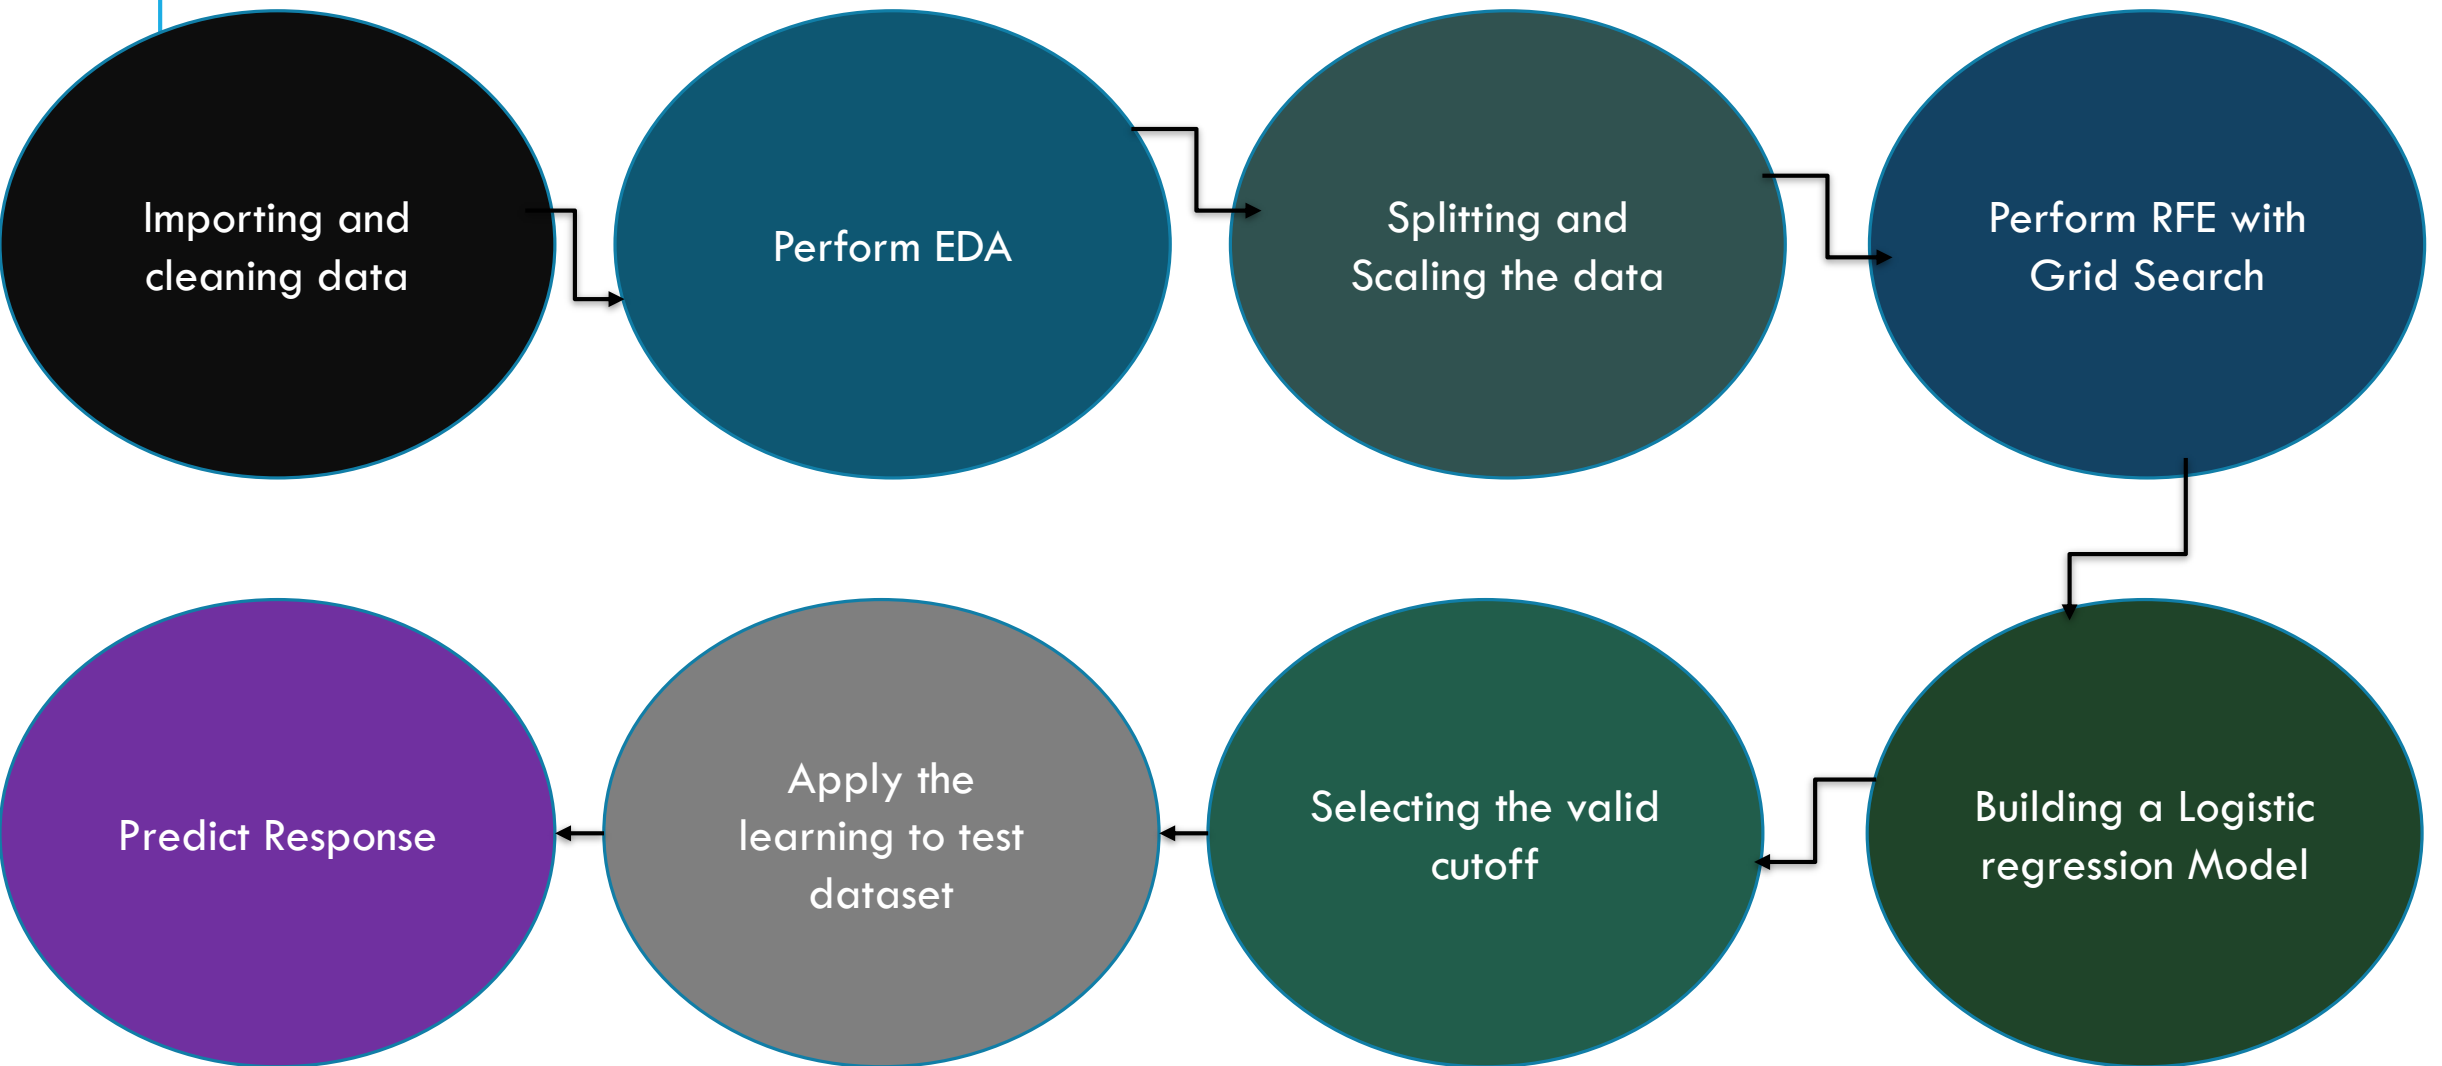 Importing and
cleaning data
Perform EDA
Splitting and
Scaling the data
Perform RFE with
Grid Search
Building a Logistic
regression Model
Selecting the valid
cutoff
Apply the
learning to test
dataset
Predict Response